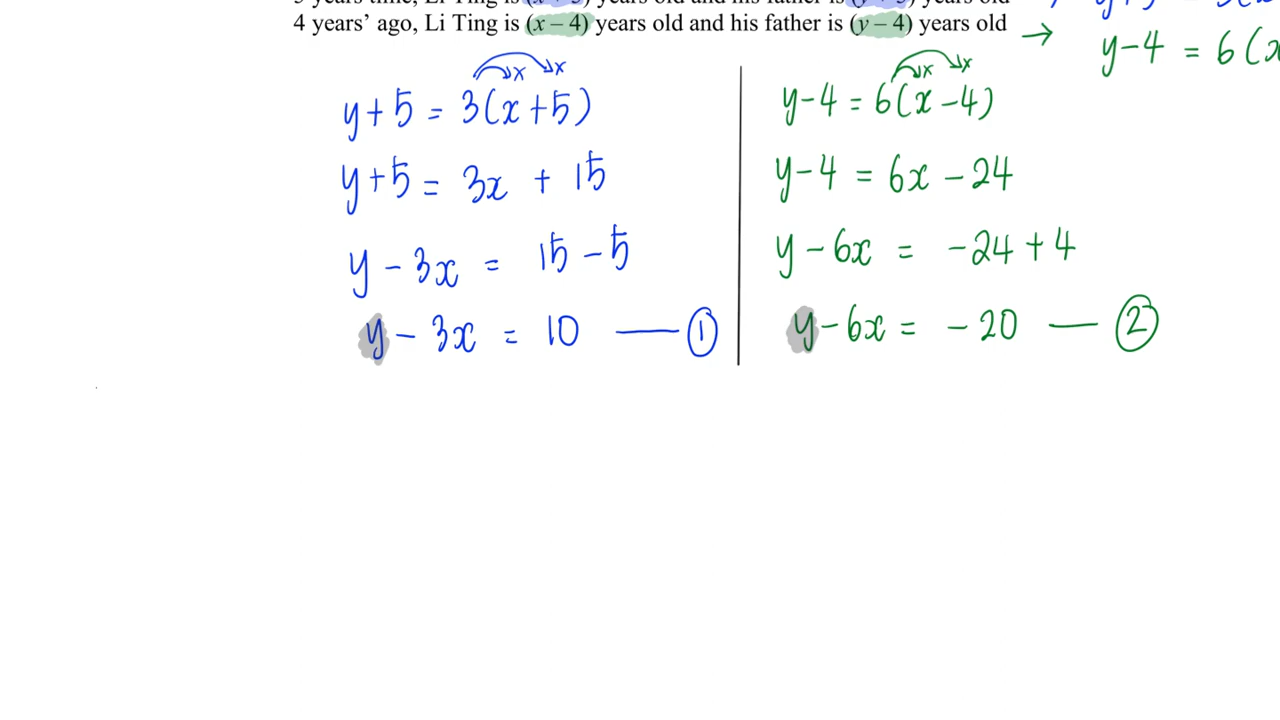 4 years’ ago, Li Ting is (x – 4) years old and his father is (y – 4) years old → y-4 = 6(x
y+5 = 3(x+5)
y+5 = 3x + 15
y - 3x = 15 - 5
y - 3x = 10 — ①
y-4 = 6(x-4)
y-4 = 6x - 24
y - 6x = -24 + 4
y - 6x = -20 — ②